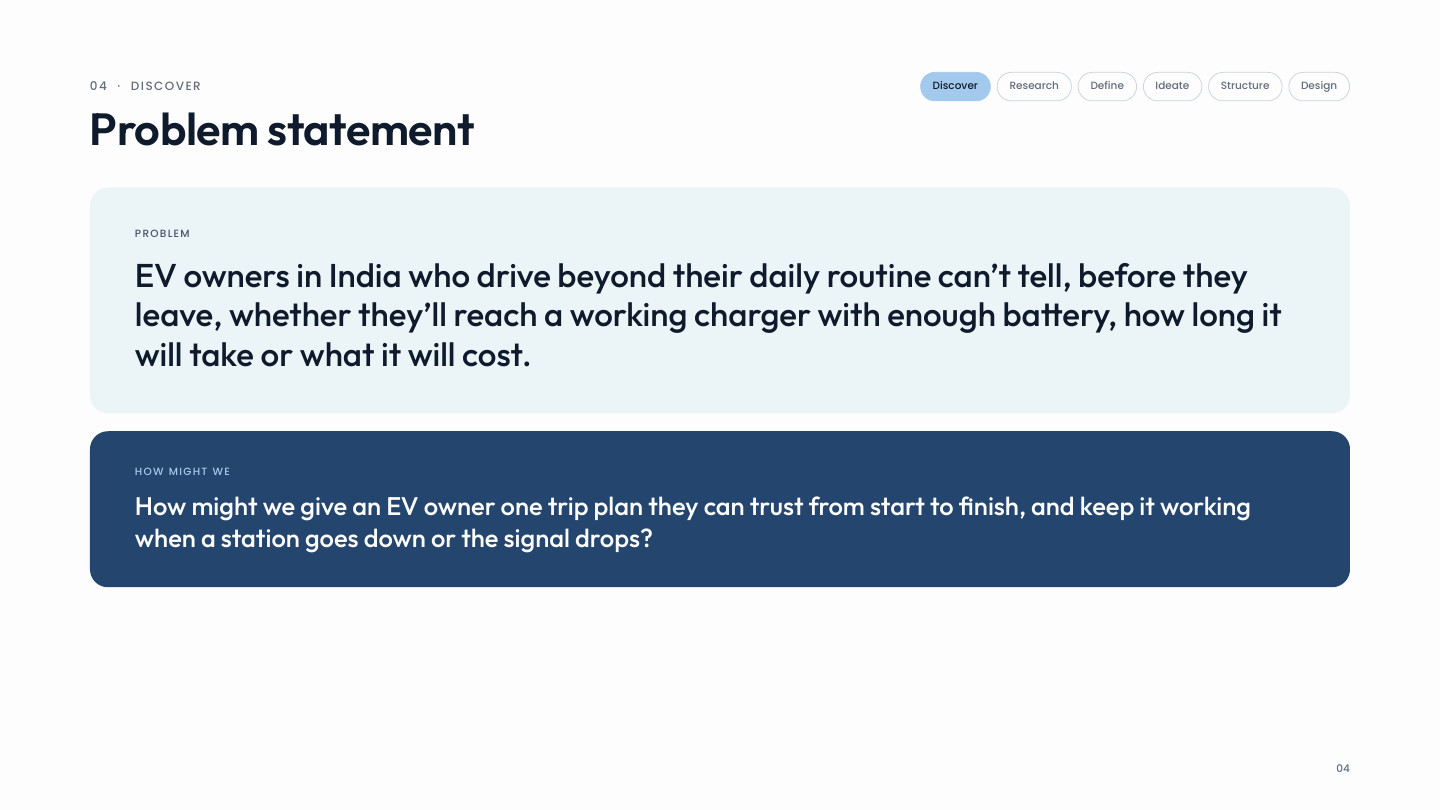 04 · DISCOVER
Discover
Research
Define
Ideate
Structure
Design
Problem statement
PROBLEM
EV owners in India who drive beyond their daily routine can’t tell, before they
leave, whether they’ll reach a working charger with enough battery, how long it
will take or what it will cost.
HOW MIGHT WE
How might we give an EV owner one trip plan they can trust from start to finish, and keep it working
when a station goes down or the signal drops?
04